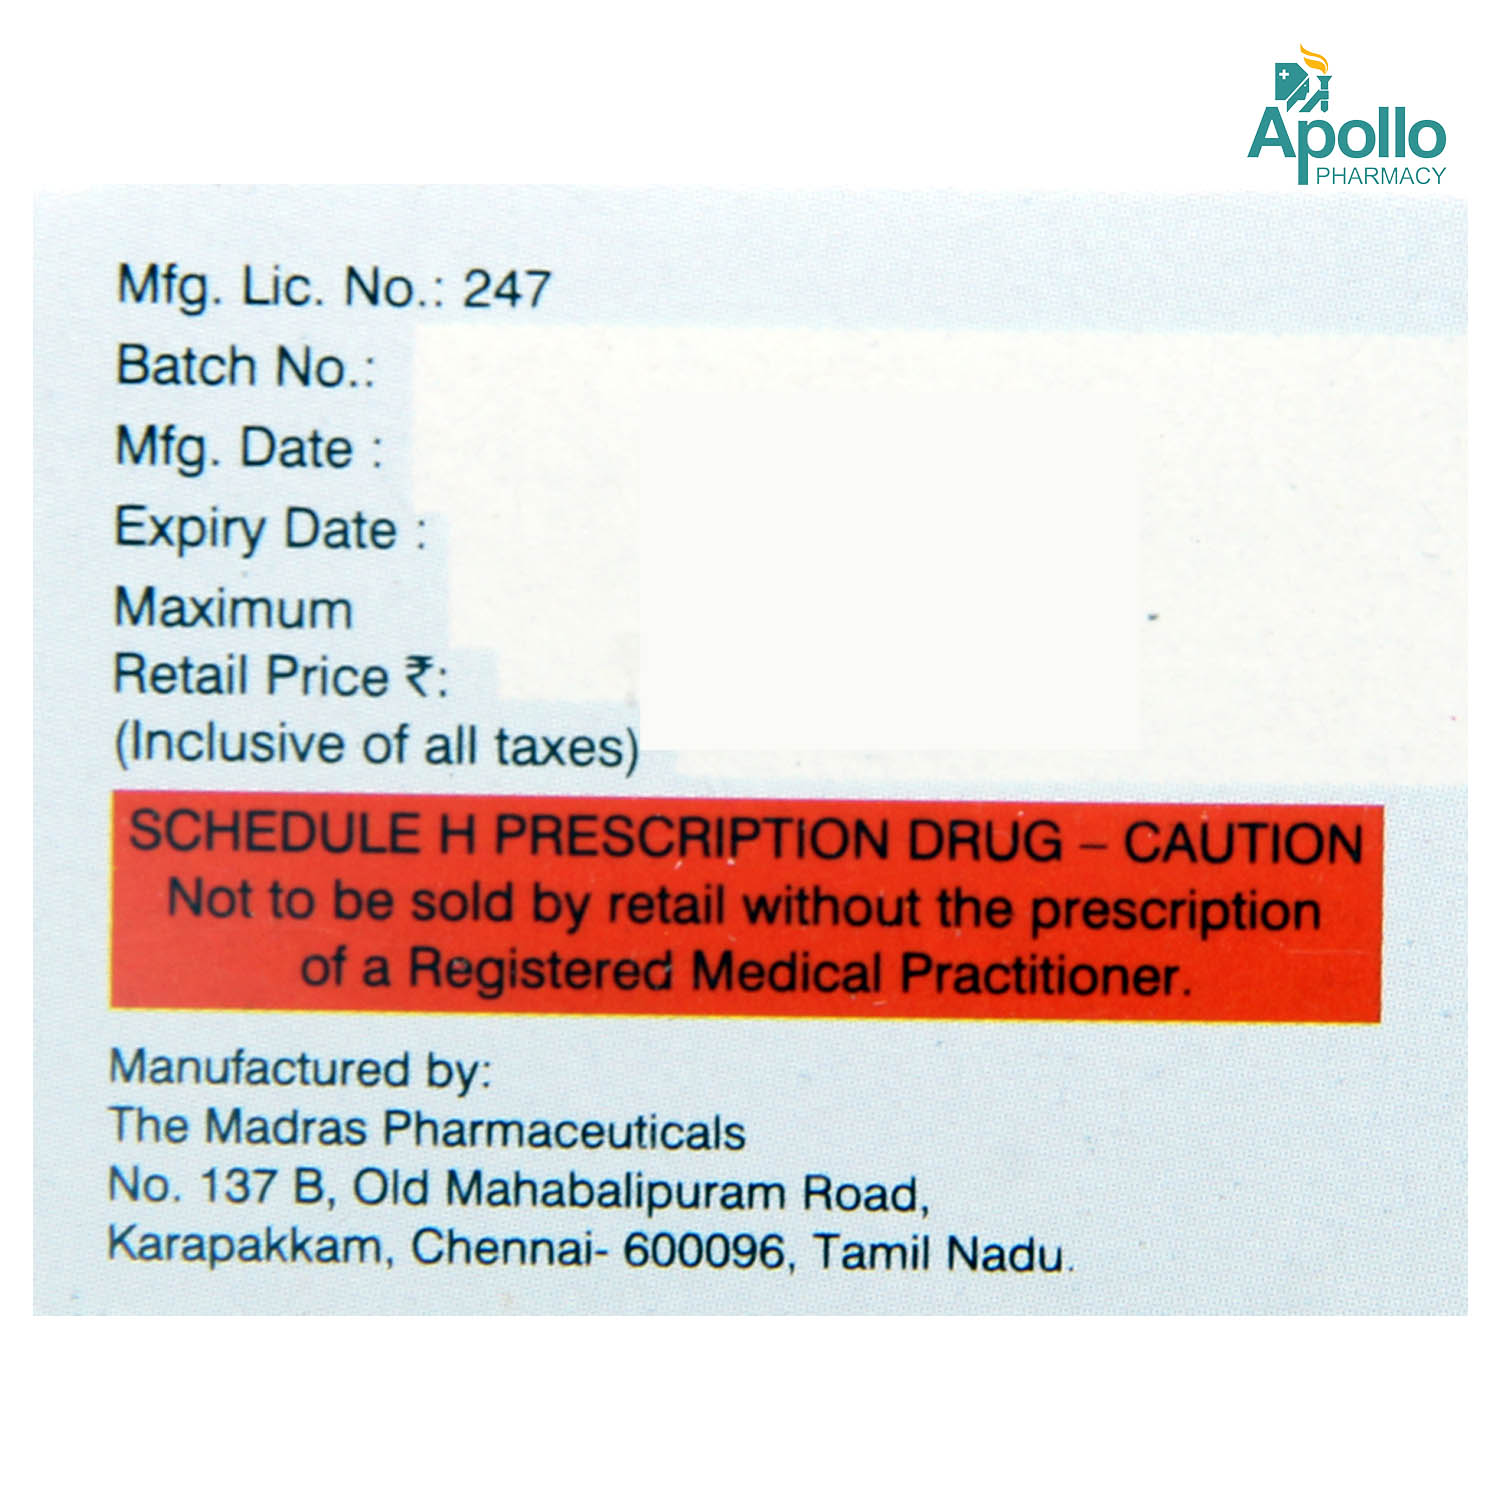 Apollo
PHARMACY
Mfg. Lic. No.: 247
Batch No.:
Mfg. Date :
Expiry Date :
Maximum
Retail Price ₹:
(Inclusive of all taxes)
SCHEDULE H PRESCRIPTION DRUG – CAUTION
Not to be sold by retail without the prescription
of a Registered Medical Practitioner.
Manufactured by:
The Madras Pharmaceuticals
No. 137 B, Old Mahabalipuram Road,
Karapakkam, Chennai- 600096, Tamil Nadu.